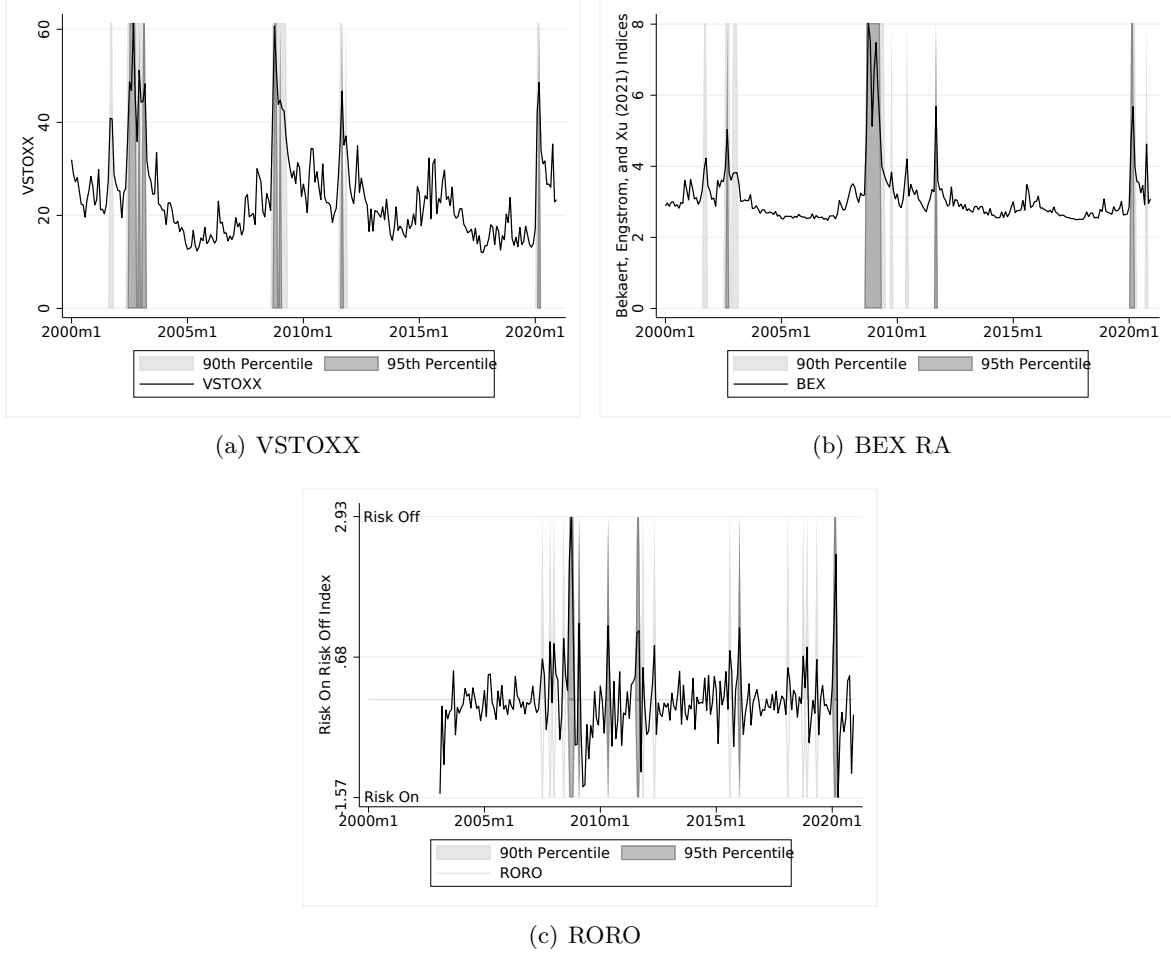 VSTOXX
60
40
20
0
2000m1 2005m1 2010m1 2015m1 2020m1
90th Percentile 95th Percentile
VSTOXX
(a) VSTOXX
Bekaert, Engstrom, and Xu (2021) Indices
8
6
4
2
0
2000m1 2005m1 2010m1 2015m1 2020m1
90th Percentile 95th Percentile
BEX
(b) BEX RA
Risk On Risk Off Index
2.93
Risk Off
.68
-1.57
Risk On
2000m1 2005m1 2010m1 2015m1 2020m1
90th Percentile 95th Percentile
RORO
(c) RORO